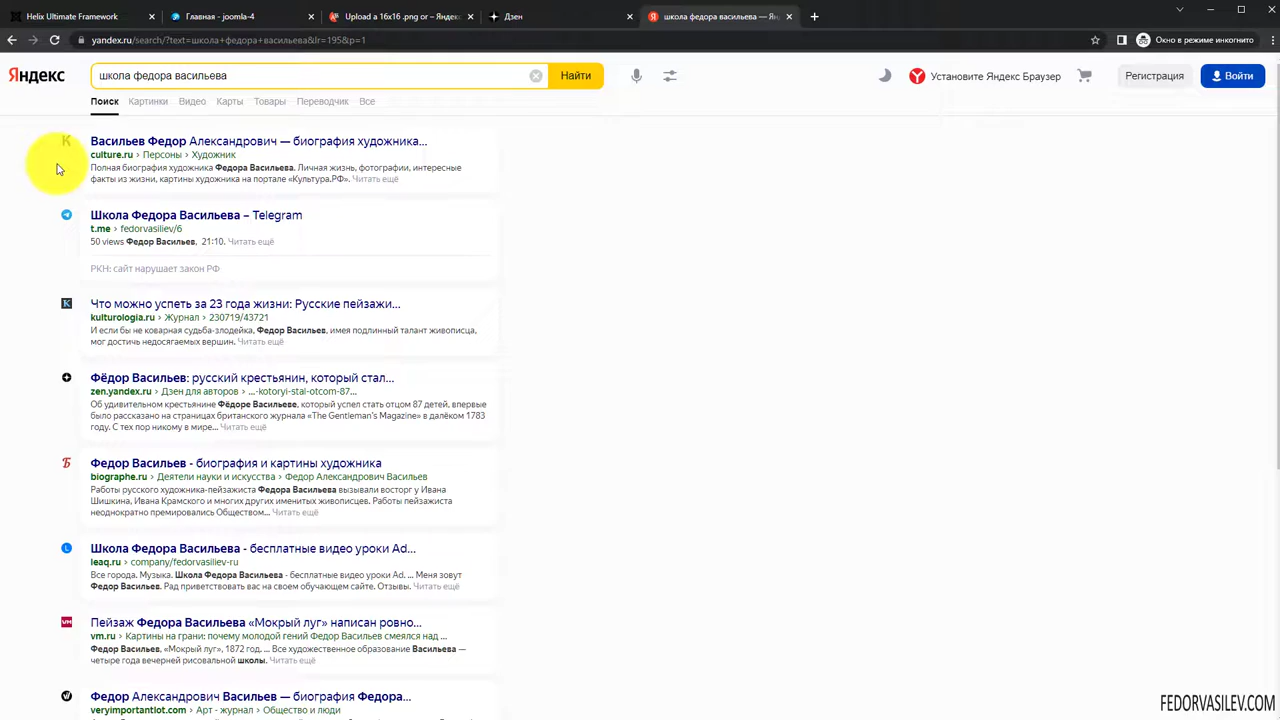 Helix Ultimate Framework
Главная - joomla-4
Upload a 16x16 .png or – Яндекс
Дзен
школа федора васильева — Ян
yandex.ru/search/?text=школа+федора+васильева&lr=195&p=1
Окно в режиме инкогнито
Яндекс
школа федора васильева
Найти
Установите Яндекс Браузер
Регистрация
Войти
Поиск Картинки Видео Карты Товары Переводчик Все
Васильев Федор Александрович — биография художника...
culture.ru › Персоны › Художник
Полная биография художника Федора Васильева. Личная жизнь, фотографии, интересные
факты из жизни, картины художника на портале «Культура.РФ». Читать ещё
Школа Федора Васильева – Telegram
t.me › fedorvasiliev/6
50 views Федор Васильев, 21:10. Читать ещё
РКН: сайт нарушает закон РФ
Что можно успеть за 23 года жизни: Русские пейзажи...
kulturologia.ru › Журнал › 230719/43721
И если бы не коварная судьба-злодейка, Федор Васильев, имея подлинный талант живописца,
мог достичь недосягаемых вершин. Читать ещё
Фёдор Васильев: русский крестьянин, который стал...
zen.yandex.ru › Дзен для авторов › ...-kotoryi-stal-otcom-87...
Об удивительном крестьянине Фёдоре Васильеве, который успел стать отцом 87 детей, впервые
было рассказано на страницах британского журнала «The Gentleman's Magazine» в далёком 1783
году. С тех пор никому в мире... Читать ещё
Федор Васильев - биография и картины художника
biographe.ru › Деятели науки и искусства › Федор Александрович Васильев
Работы русского художника-пейзажиста Федора Васильева вызывали восторг у Ивана
Шишкина, Ивана Крамского и многих других именитых живописцев. Работы пейзажиста
неоднократно премировались Обществом... Читать ещё
Школа Федора Васильева - бесплатные видео уроки Ad...
leaq.ru › company/fedorvasiliev-ru
Все города. Музыка. Школа Федора Васильева - бесплатные видео уроки Ad. ... Меня зовут
Федор Васильев. Рад приветствовать вас на своем обучающем сайте. Отзывы. Читать ещё
Пейзаж Федора Васильева «Мокрый луг» написан ровно...
vm.ru › Картины на грани: почему молодой гений Федор Васильев смеялся над ...
Федор Васильев, «Мокрый луг», 1872 год. ... Все художественное образование Васильева —
четыре года вечерней рисовальной школы. Читать ещё
Федор Александрович Васильев — биография Федора...
veryimportantlot.com › Арт - журнал › Общество и люди
FEDORVASILEV.COM